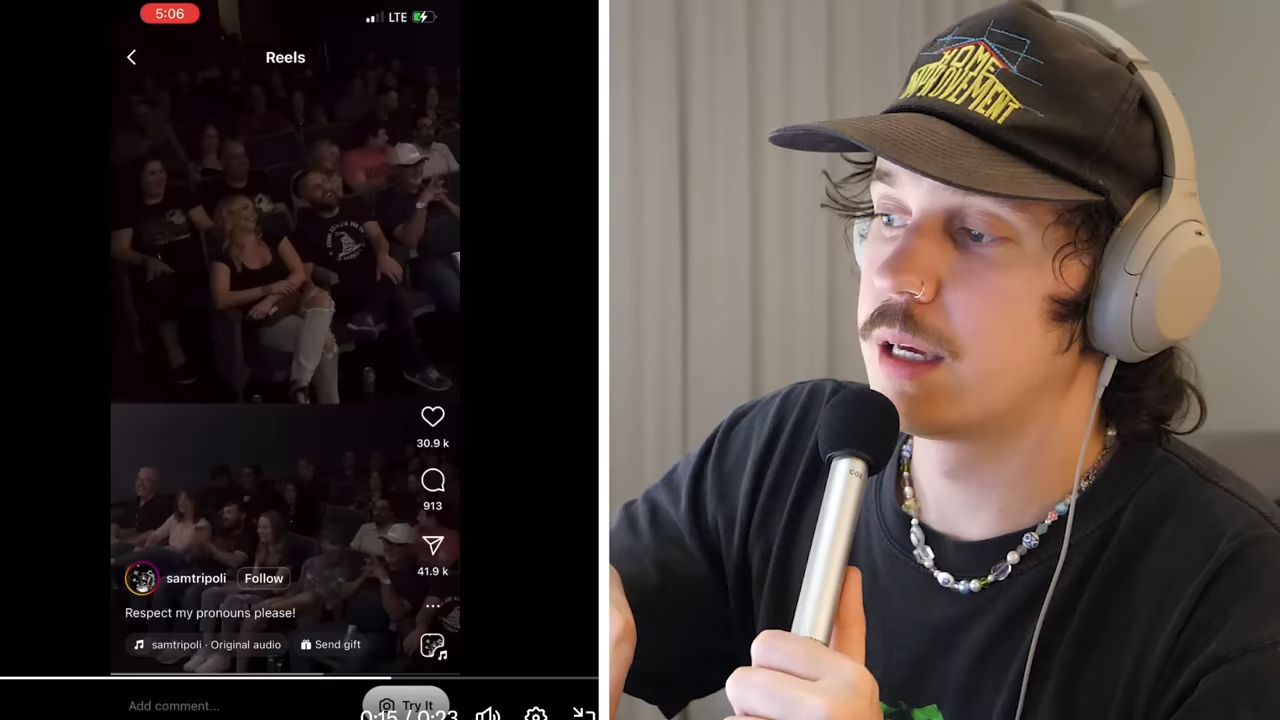 5:06
LTE
Reels
30.9 k
913
41.9 k
samtripoli
Follow
Respect my pronouns please!
samtripoli · Original audio
Send gift
Add comment...
Try It
0:15 / 0:23
HOME
IMPROVEMENT
CO2